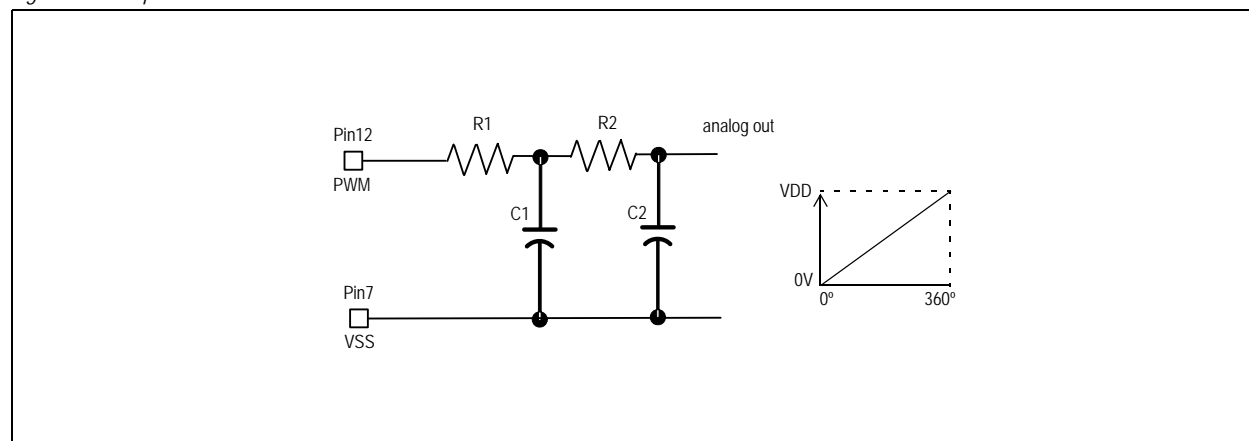 R1
R2
analog out
Pin12
PWM
C1
C2
VDD
0V
0º
360º
Pin7
VSS